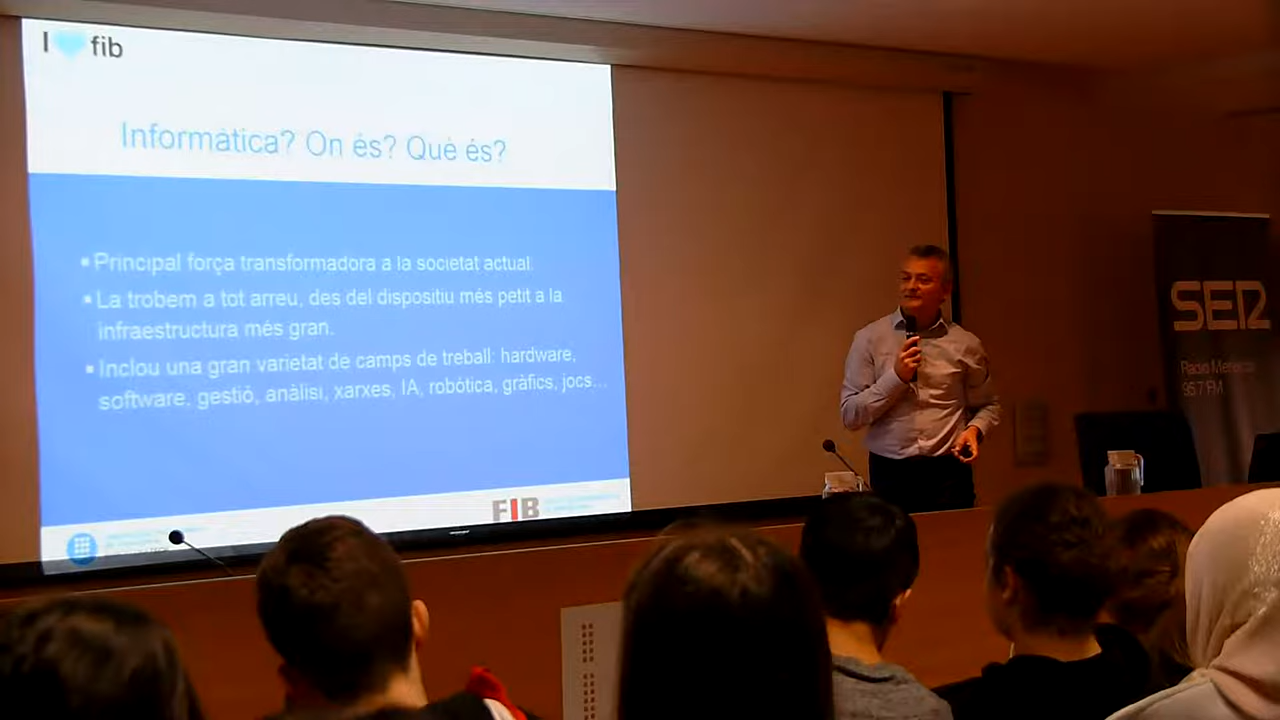 I fib
Informàtica? On és? Què és?
Principal força transformadora a la societat actual.
La trobem a tot arreu, des del dispositiu més petit a la
infraestructura més gran.
Inclou una gran varietat de camps de treball: hardware,
software, gestió, anàlisi, xarxes, IA, robótica, gràfics, jocs...
FIB
SER
Radio Menorca
95.7 FM